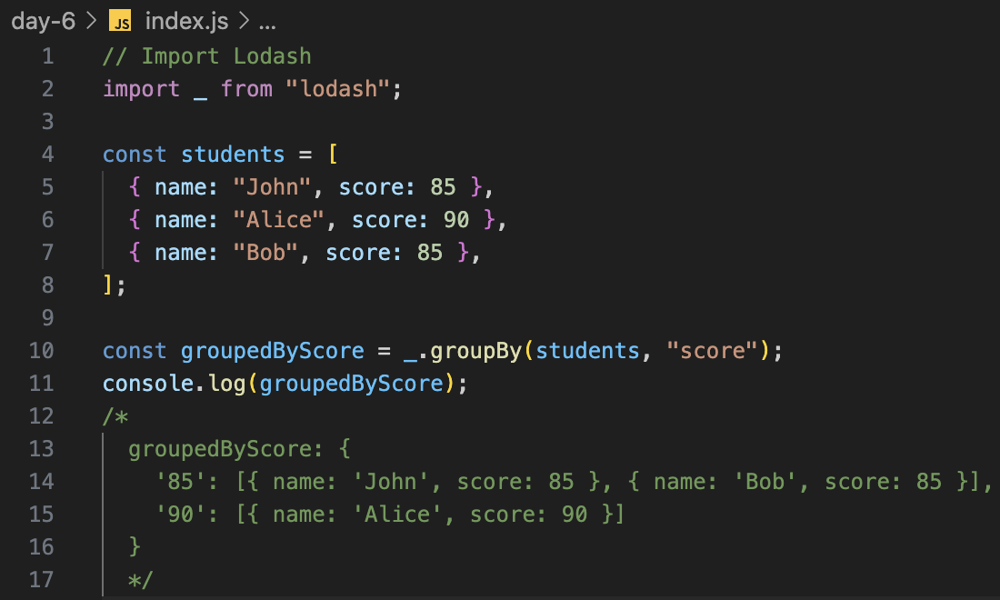 day-6 > JS index.js > ...
1 // Import Lodash
2 import _ from "lodash";
3
4 const students = [
5   { name: "John", score: 85 },
6   { name: "Alice", score: 90 },
7   { name: "Bob", score: 85 },
8 ];
9
10 const groupedByScore = _.groupBy(students, "score");
11 console.log(groupedByScore);
12 /*
13   groupedByScore: {
14     '85': [{ name: 'John', score: 85 }, { name: 'Bob', score: 85 }],
15     '90': [{ name: 'Alice', score: 90 }]
16   }
17   */